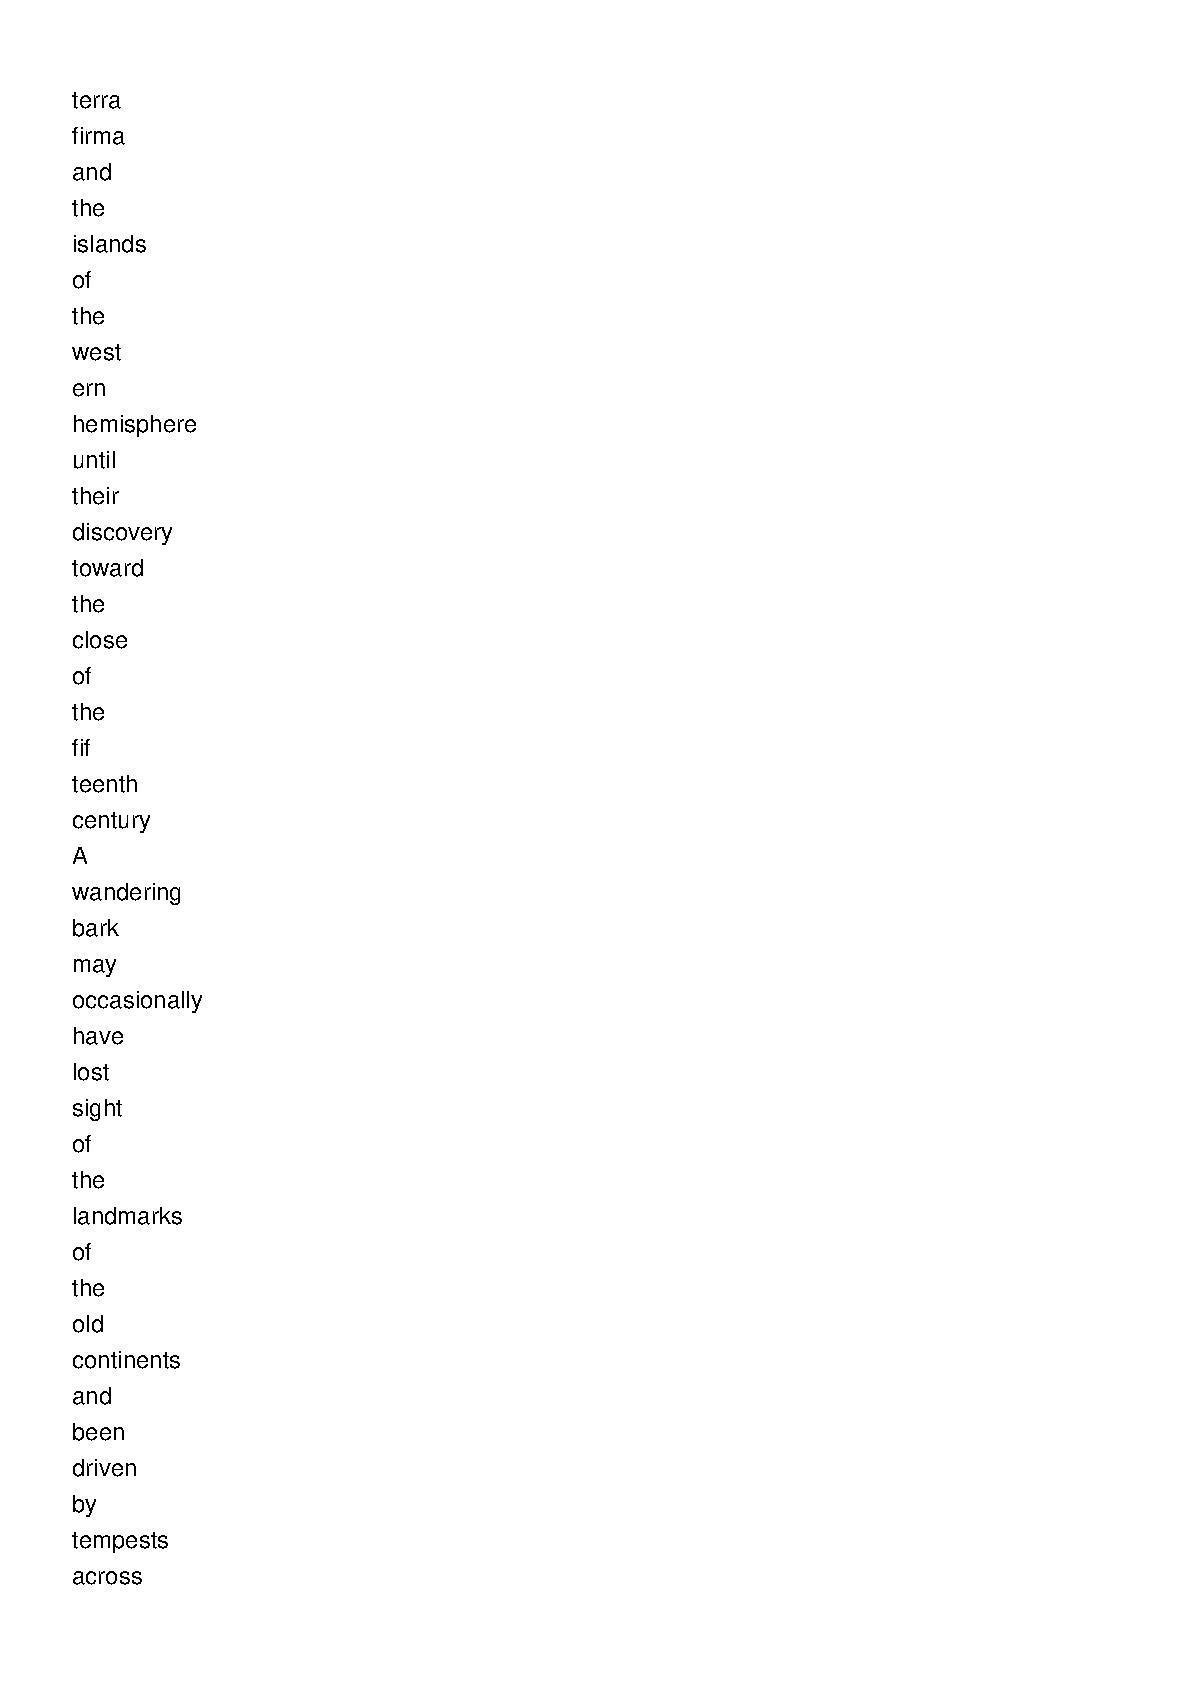 terra
firma
and
the
islands
of
the
west
ern
hemisphere
until
their
discovery
toward
the
close
of
the
fif
teenth
century
A
wandering
bark
may
occasionally
have
lost
sight
of
the
landmarks
of
the
old
continents
and
been
driven
by
tempests
across